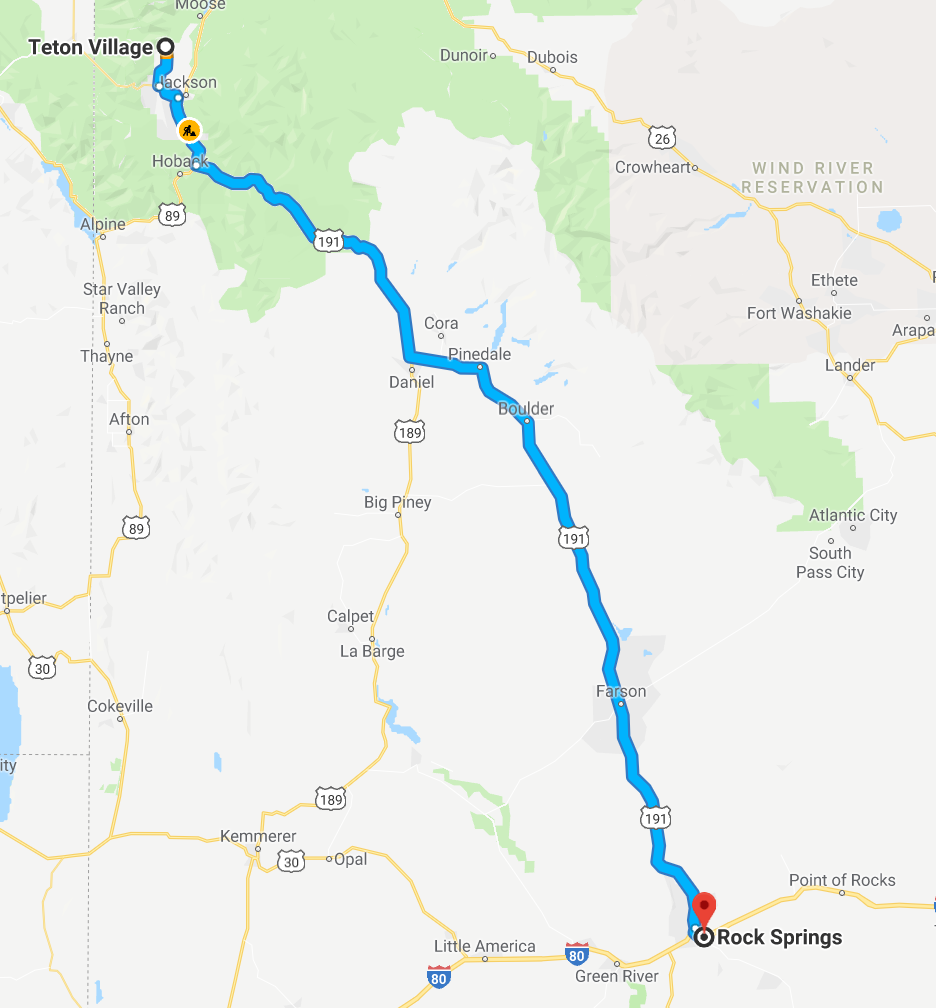 Moose
Teton Village
Dunoir
Dubois
Jackson
26
Crowheart
WIND RIVER
RESERVATION
Hoback
89
Alpine
191
Ethete
Star Valley
Ranch
Fort Washakie
Cora
Arapa
Thayne
Pinedale
Lander
Daniel
Afton
Boulder
189
Big Piney
Atlantic City
89
191
South
Pass City
tpelier
Calpet
La Barge
30
Farson
Cokeville
ity
189
191
Kemmerer
30
Opal
Point of Rocks
Rock Springs
Little America
80
80
Green River